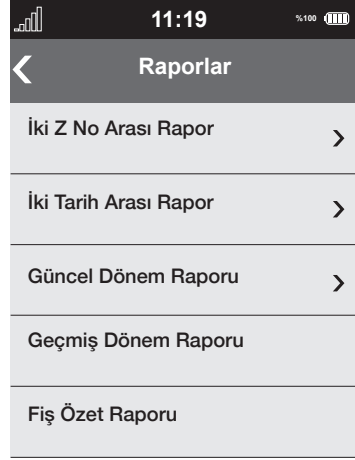 11:19
%100
Raporlar
İki Z No Arası Rapor
İki Tarih Arası Rapor
Güncel Dönem Raporu
Geçmiş Dönem Raporu
Fiş Özet Raporu